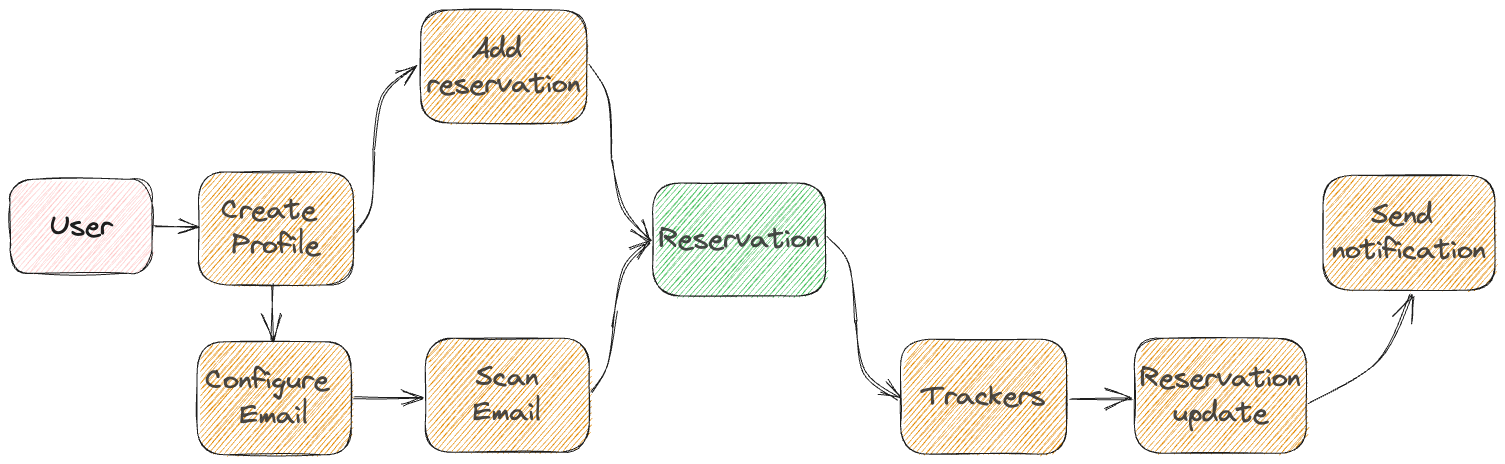 Add
reservation
User
Create
Profile
Reservation
Send
notification
Configure
Email
Scan
Email
Trackers
Reservation
update